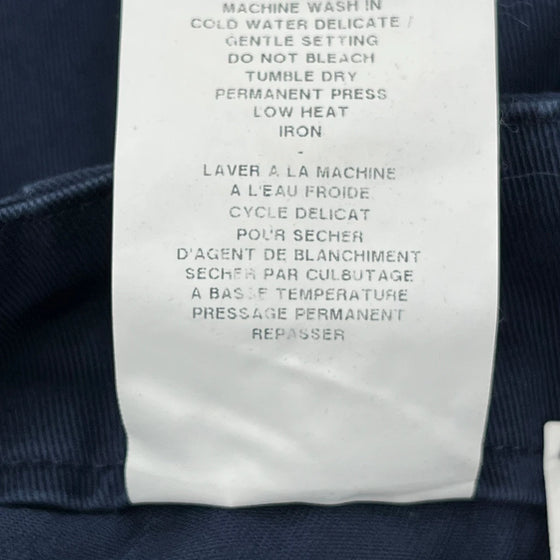 MACHINE WASH IN
COLD WATER DELICATE /
GENTLE SETTING
DO NOT BLEACH
TUMBLE DRY
PERMANENT PRESS
LOW HEAT
IRON
-
LAVER A LA MACHINE
A L'EAU FROIDE
CYCLE DELICAT
POUR SECHER
D'AGENT DE BLANCHIMENT
SECHER PAR CULBUTAGE
A BASSE TEMPERATURE
PRESSAGE PERMANENT
REPASSER